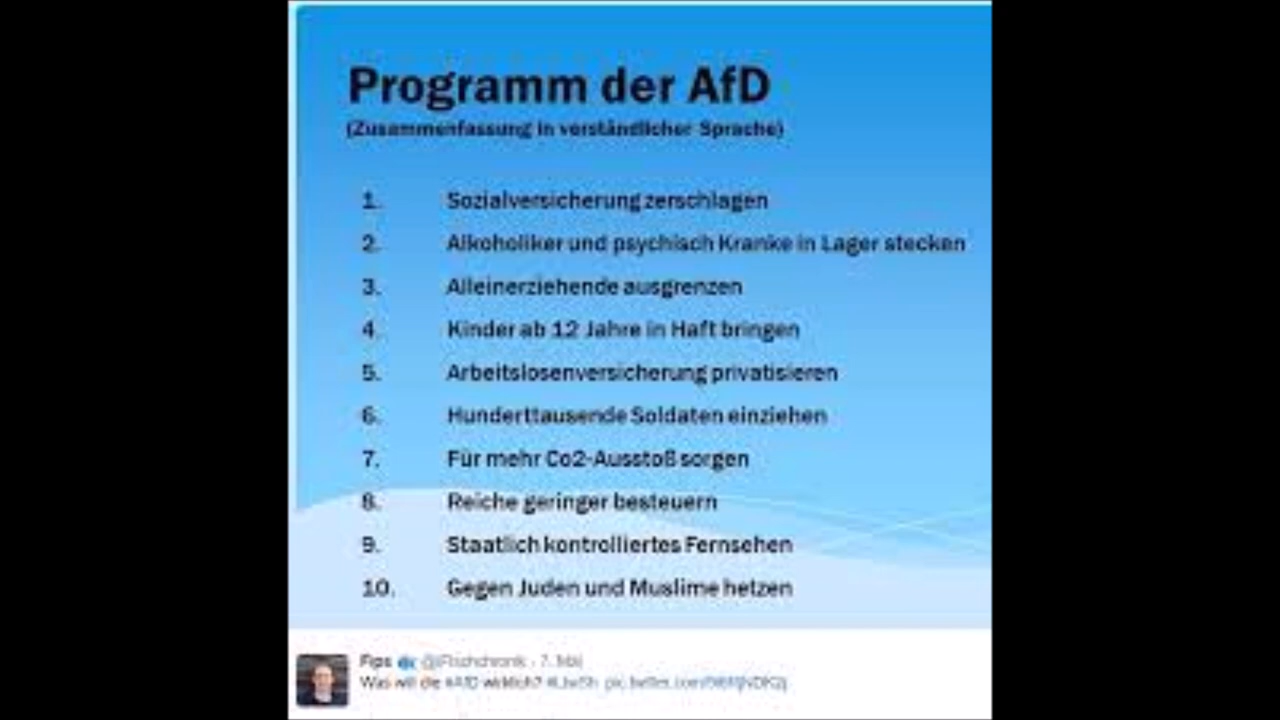 Programm der AfD
(Zusammenfassung in verständlicher Sprache)
1. Sozialversicherung zerschlagen
2. Alkoholiker und psychisch Kranke in Lager stecken
3. Alleinerziehende ausgrenzen
4. Kinder ab 12 Jahre in Haft bringen
5. Arbeitslosenversicherung privatisieren
6. Hunderttausende Soldaten einziehen
7. Für mehr Co2-Ausstoß sorgen
8. Reiche geringer besteuern
9. Staatlich kontrolliertes Fernsehen
10. Gegen Juden und Muslime hetzen
Fips
Was will die #AfD wirklich?